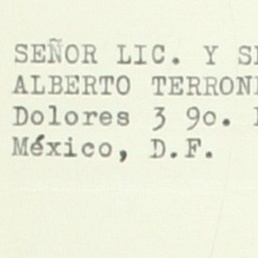 SEÑOR LIC. Y S
ALBERTO TERRON
Dolores 3 9o.
México, D.F.